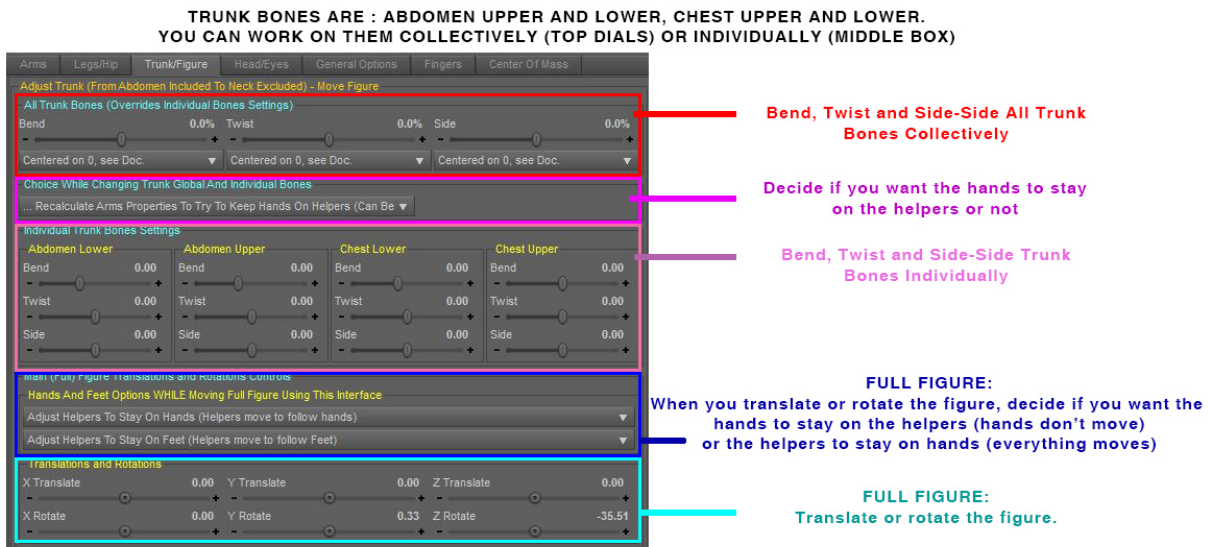 TRUNK BONES ARE : ABDOMEN UPPER AND LOWER, CHEST UPPER AND LOWER.
YOU CAN WORK ON THEM COLLECTIVELY (TOP DIALS) OR INDIVIDUALLY (MIDDLE BOX)
Arms Legs/Hip Trunk/Figure Head/Eyes General Options Fingers Center Of Mass
Adjust Trunk (From Abdomen Included To Neck Excluded) - Move Figure
All Trunk Bones (Overrides Individual Bones Settings)
Bend 0.0% Twist 0.0% Side 0.0%
- + - + - +
Centered on 0, see Doc. Centered on 0, see Doc. Centered on 0, see Doc.
Bend, Twist and Side-Side All Trunk
Bones Collectively
Choice While Changing Trunk Global And Individual Bones
... Recalculate Arms Properties To Try To Keep Hands On Helpers (Can Be
Decide if you want the hands to stay
on the helpers or not
Individual Trunk Bones Settings
Abdomen Lower Abdomen Upper Chest Lower Chest Upper
Bend 0.00 Bend 0.00 Bend 0.00 Bend 0.00
- + - + - + - +
Twist 0.00 Twist 0.00 Twist 0.00 Twist 0.00
- + - + - + - +
Side 0.00 Side 0.00 Side 0.00 Side 0.00
- + - + - + - +
Bend, Twist and Side-Side Trunk
Bones Individually
Main (Full) Figure Translations and Rotations Controls
Hands And Feet Options WHILE Moving Full Figure Using This Interface
Adjust Helpers To Stay On Hands (Helpers move to follow hands)
Adjust Helpers To Stay On Feet (Helpers move to follow Feet)
FULL FIGURE:
When you translate or rotate the figure, decide if you want the
hands to stay on the helpers (hands don't move)
or the helpers to stay on hands (everything moves)
Translations and Rotations
X Translate 0.00 Y Translate 0.00 Z Translate 0.00
- + - + - +
X Rotate 0.00 Y Rotate 0.33 Z Rotate -35.51
- + - + - +
FULL FIGURE:
Translate or rotate the figure.